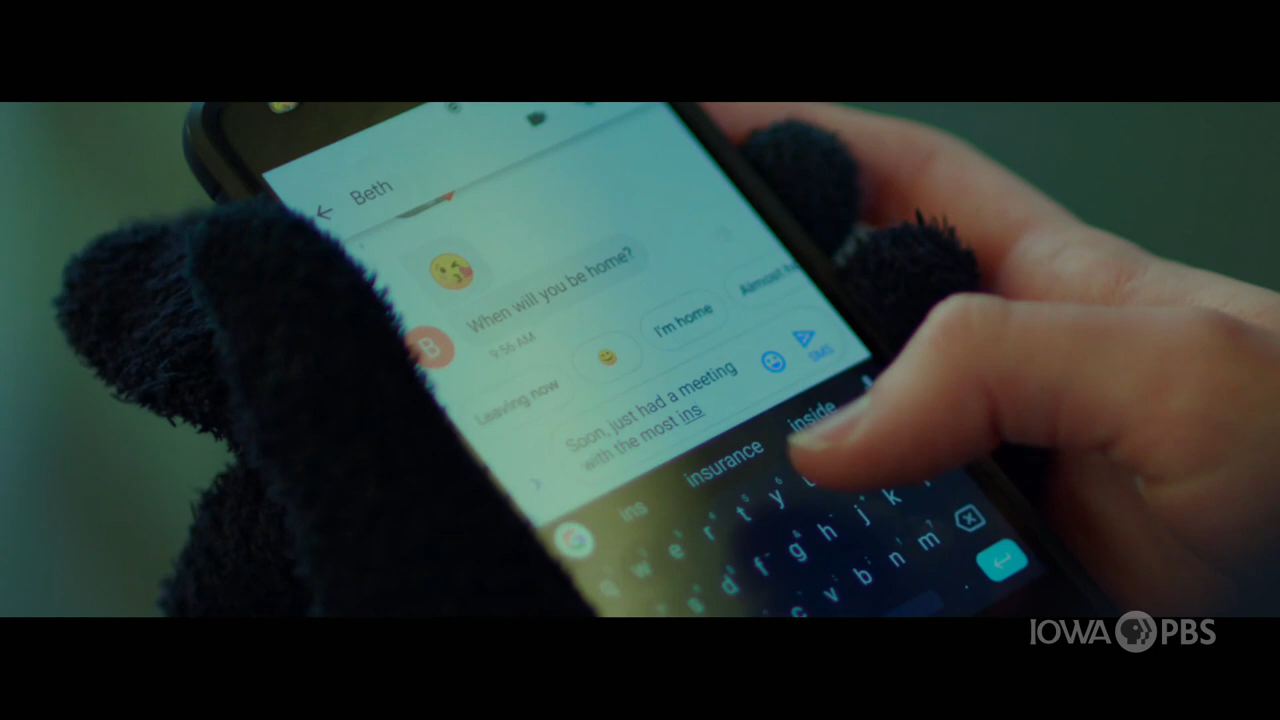 Beth
When will you be home?
B
9:56 AM
Leaving now
I'm home
Almost
Soon, just had a meeting
SMS
with the most ins
ins
insurance
inside
w e r t y
d f g h j k
c v b n m
IOWA PBS